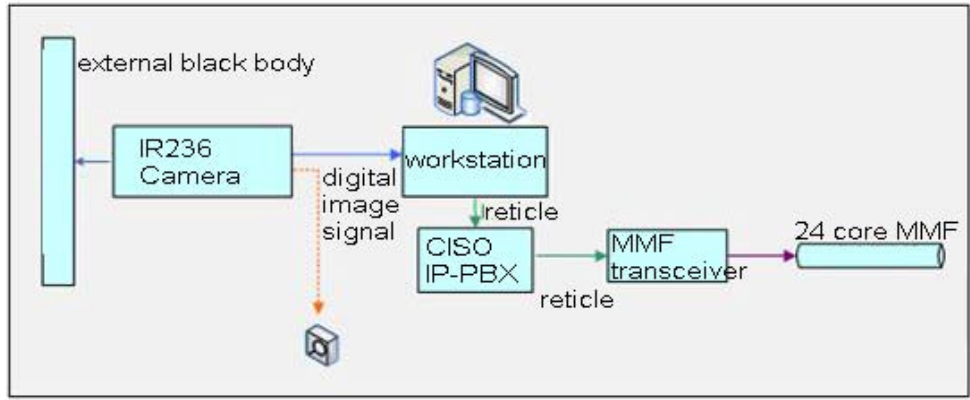 external black body
IR236
Camera
workstation
digital
image
signal
reticle
CISO
IP-PBX
reticle
MMF
transceiver
24 core MMF